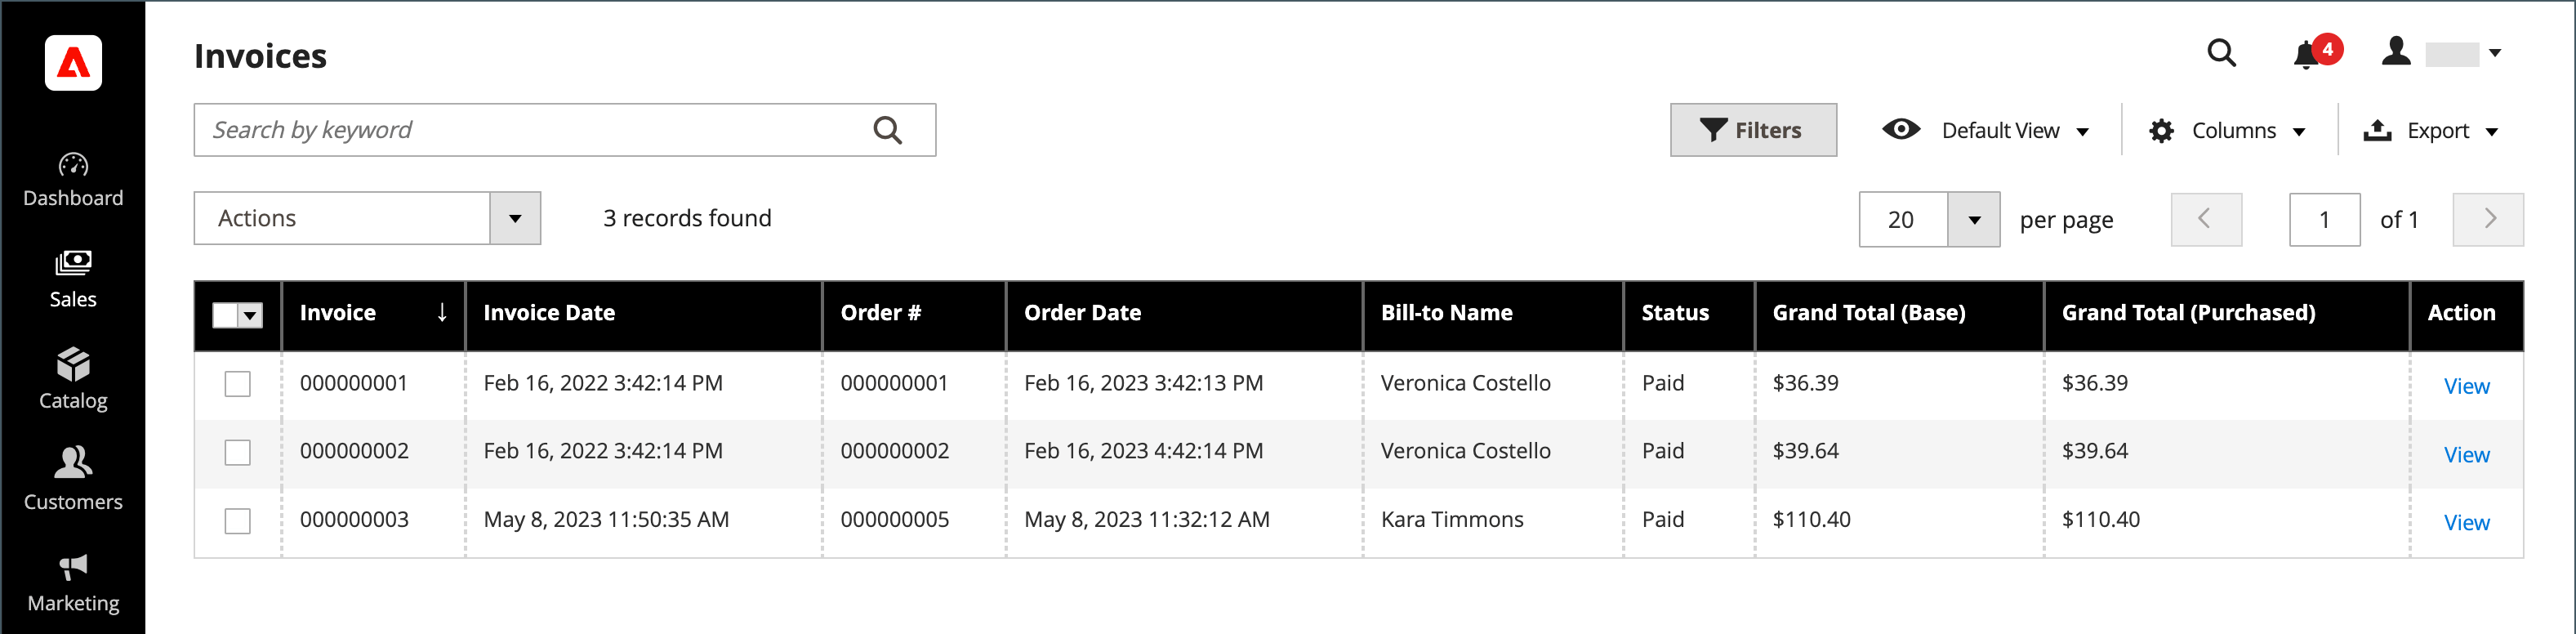 Invoices
4
Search by keyword
Filters
Default View
Columns
Export
Actions
3 records found
20 per page
1 of 1
Invoice ↓ Invoice Date Order # Order Date Bill-to Name Status Grand Total (Base) Grand Total (Purchased) Action
000000001 Feb 16, 2022 3:42:14 PM 000000001 Feb 16, 2023 3:42:13 PM Veronica Costello Paid $36.39 $36.39 View
000000002 Feb 16, 2022 3:42:14 PM 000000002 Feb 16, 2023 4:42:14 PM Veronica Costello Paid $39.64 $39.64 View
000000003 May 8, 2023 11:50:35 AM 000000005 May 8, 2023 11:32:12 AM Kara Timmons Paid $110.40 $110.40 View
Dashboard
Sales
Catalog
Customers
Marketing